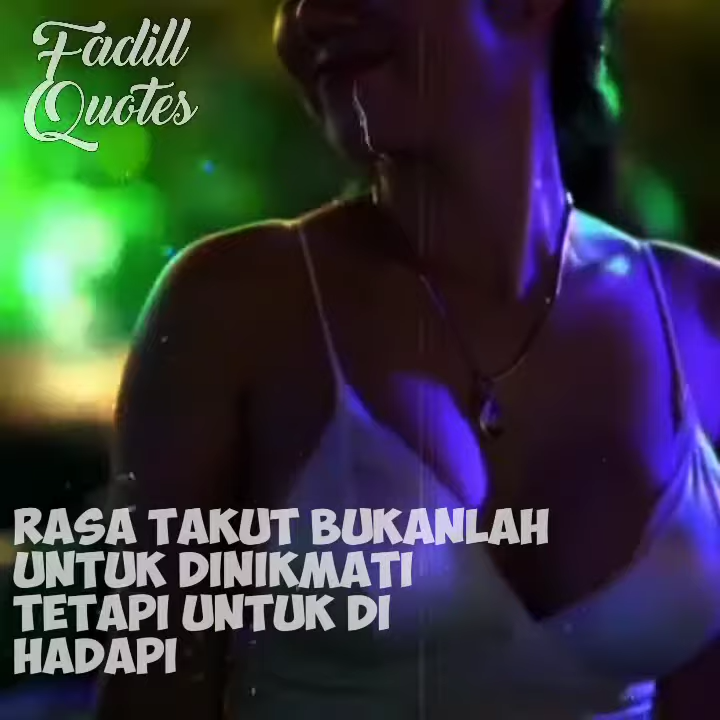 Fadill
Quotes
RASA TAKUT BUKANLAH
UNTUK DINIKMATI
TETAPI UNTUK DI
HADAPI